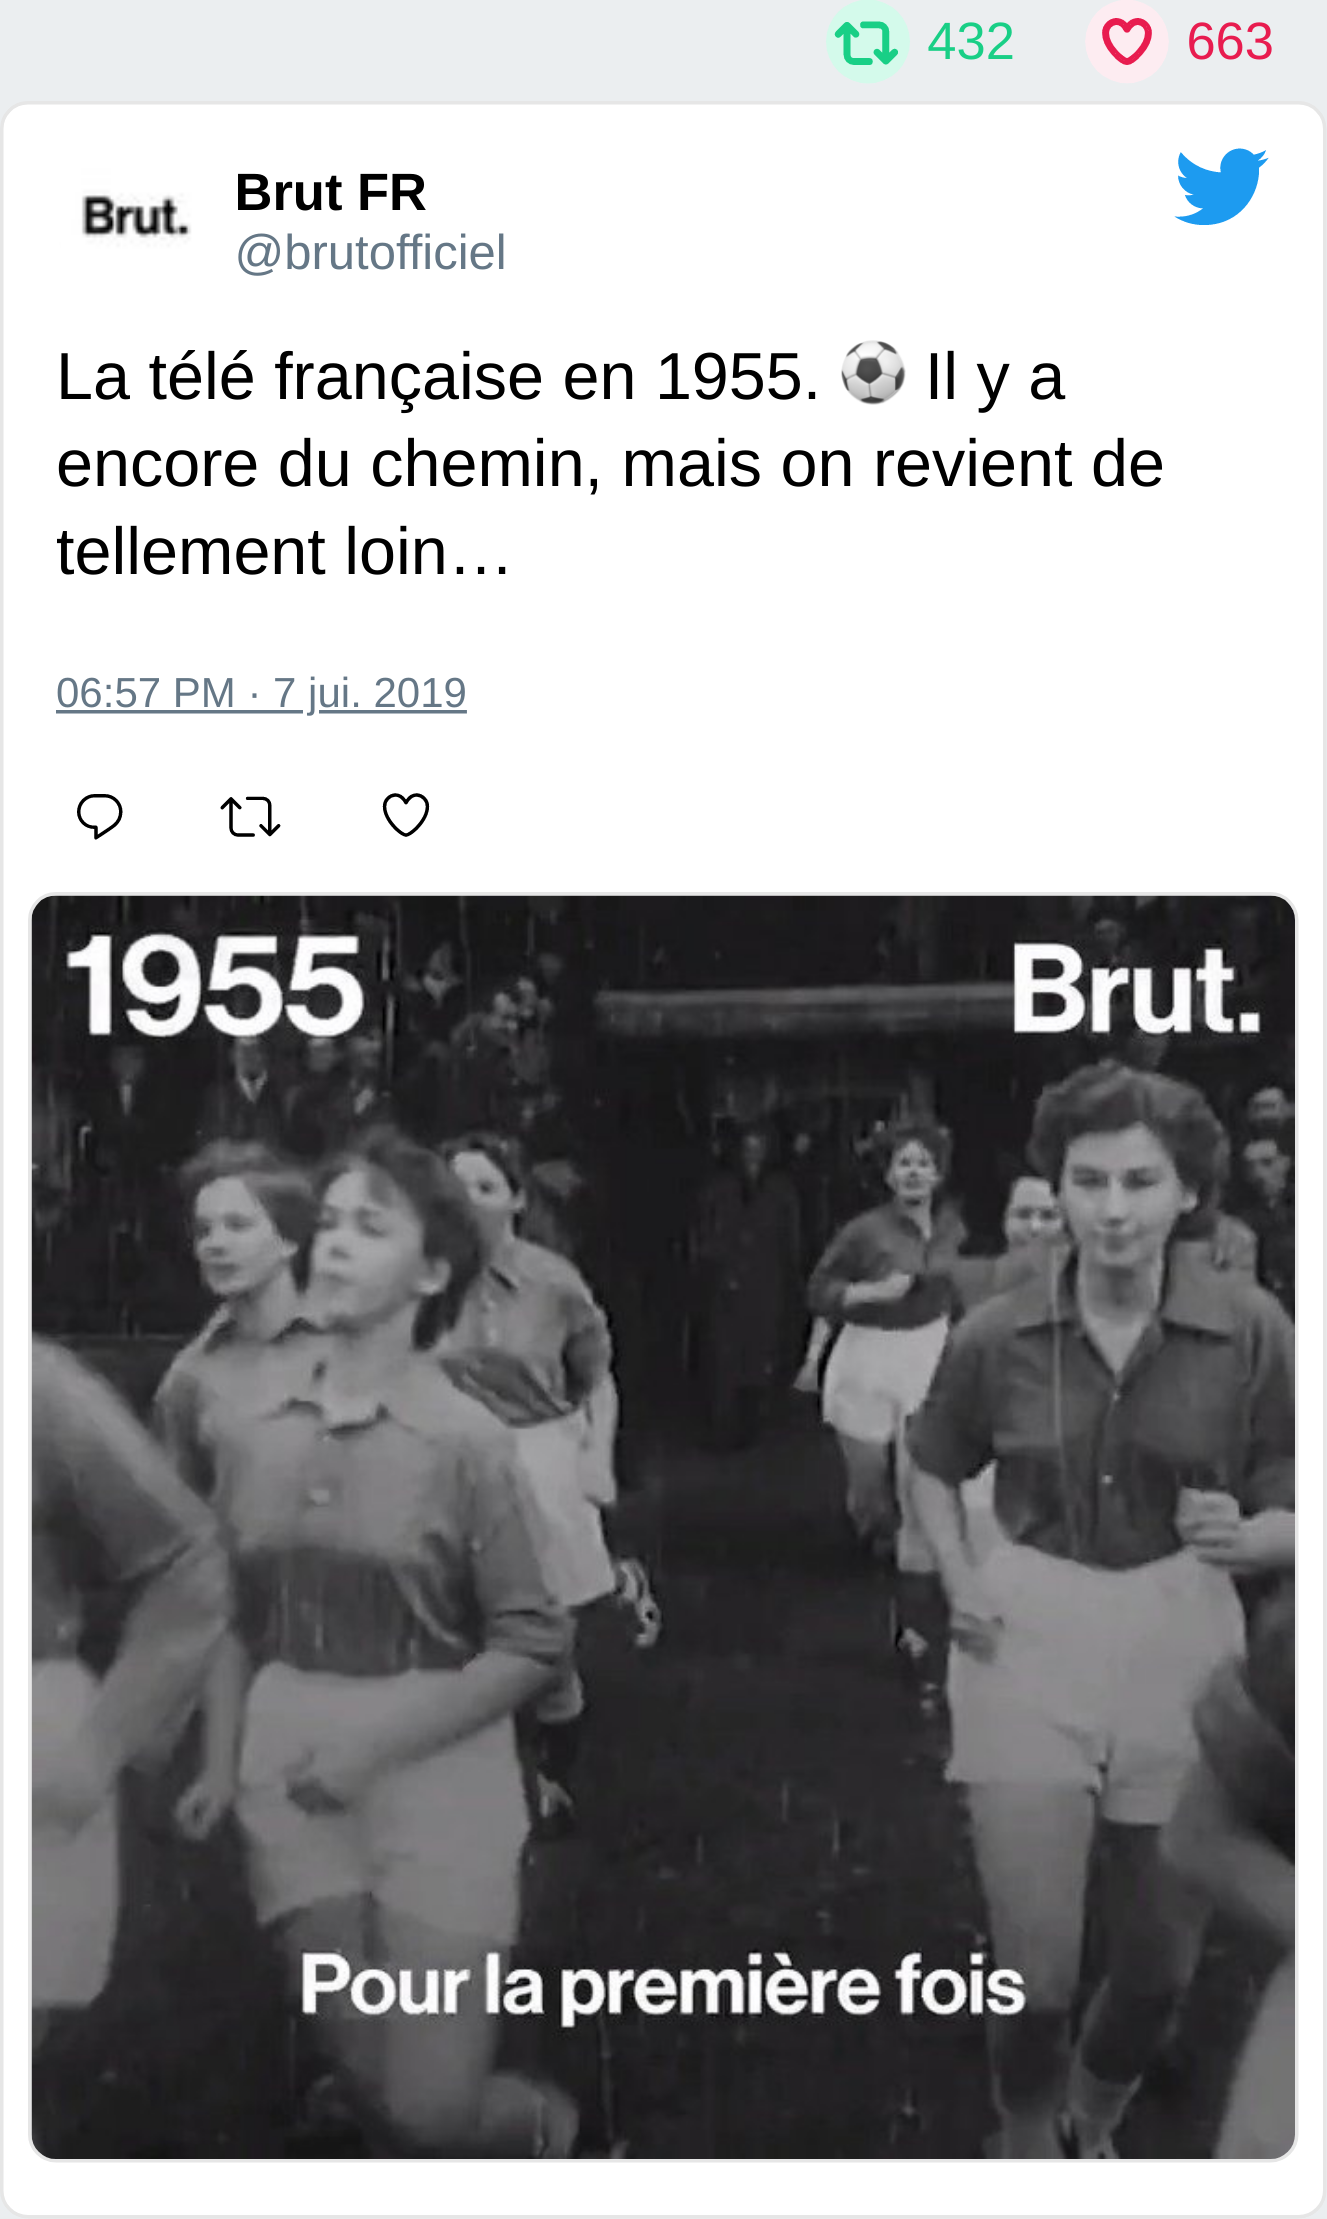 432 663
Brut.
Brut FR
@brutofficiel
La télé française en 1955. ⚽ Il y a
encore du chemin, mais on revient de
tellement loin…
06:57 PM · 7 jui. 2019
1955
Brut.
Pour la première fois